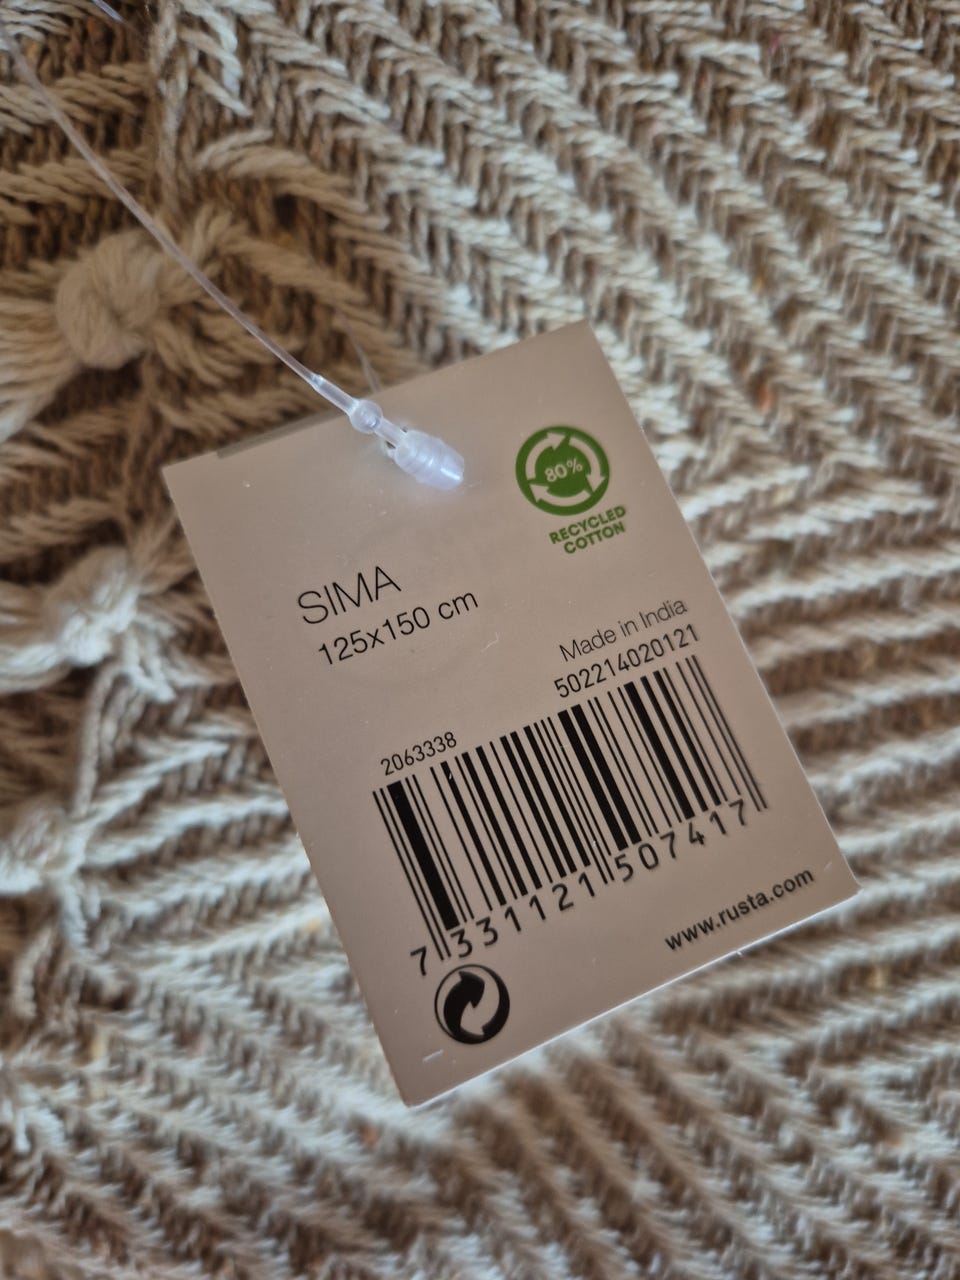 80%
RECYCLED
COTTON
SIMA
125x150 cm
Made in India
502214020121
2063338
7 331121 507417
www.rusta.com